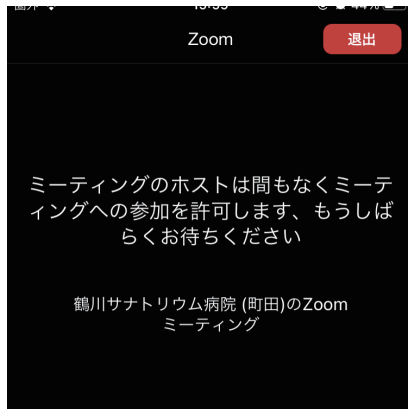 圏外
Zoom
退出
ミーティングのホストは間もなくミーテ
ィングへの参加を許可します、もうしば
らくお待ちください
鶴川サナトリウム病院 (町田)のZoom
ミーティング